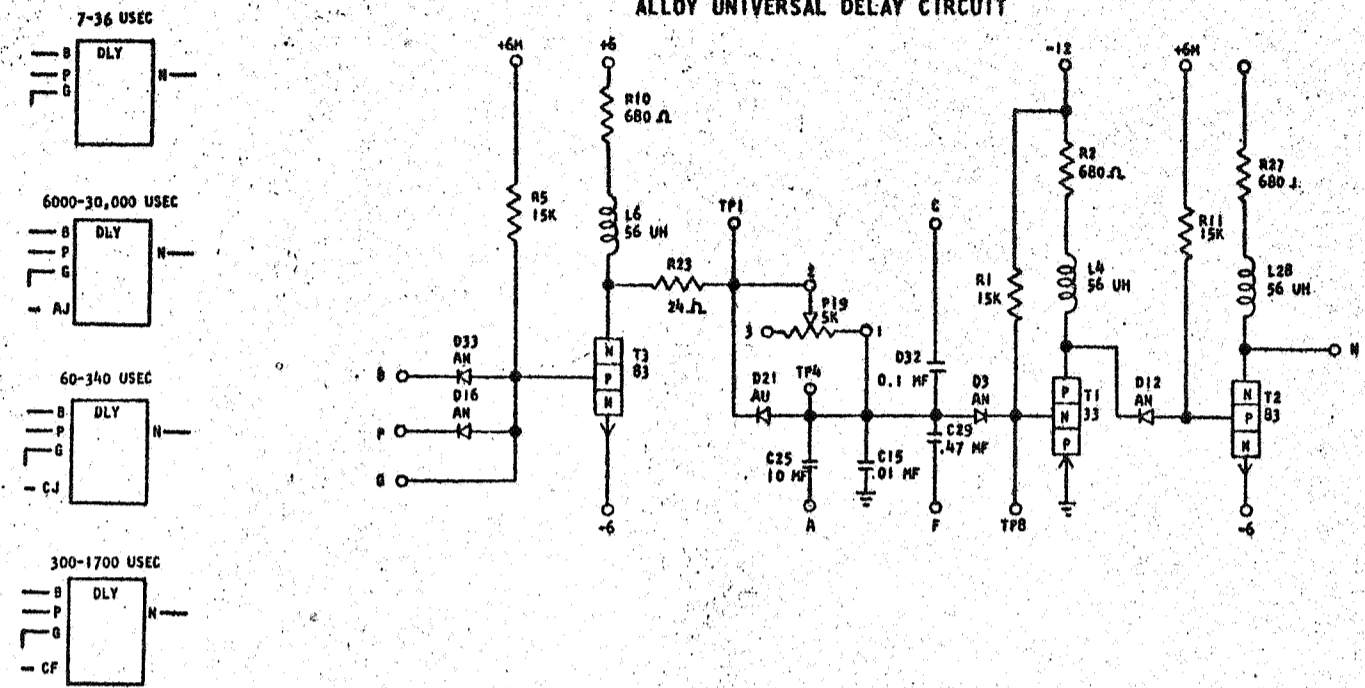 ALLOY UNIVERSAL DELAY CIRCUIT
7-36 USEC
DLY
B
P
G
N
6000-30,000 USEC
DLY
B
P
G
AJ
N
60-340 USEC
DLY
B
P
G
CJ
N
300-1700 USEC
DLY
B
P
G
CF
N
+6M
R5
15K
D33
AN
B
D16
AN
P
G
+6
R10
680 Ω
L6
56 UH
N
P
N
T3
83
-6
R23
24 Ω
TP1
2
P19
5K
3
1
D21
AU
TP4
C25
10 MF
A
C15
.01 MF
C
D32
0.1 MF
C29
.47 MF
F
D3
AN
R1
15K
TP8
-12
R2
680 Ω
L4
56 UH
P
N
P
T1
33
D12
AN
+6M
R11
15K
R27
680
L28
56 UH
N
N
P
N
T2
83
-6